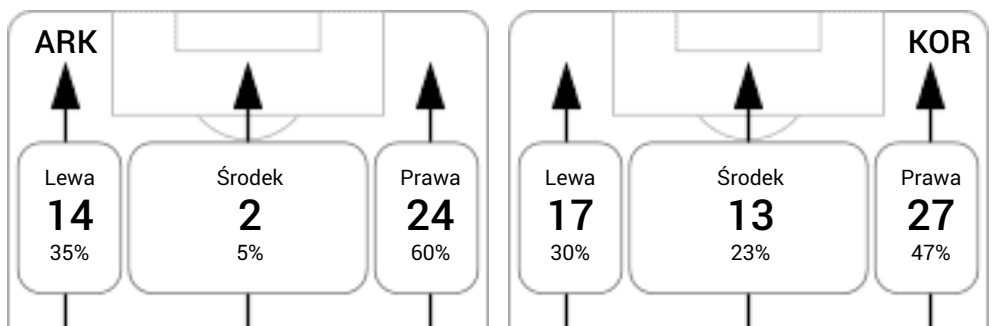 ARK
Lewa
14
35%
Środek
2
5%
Prawa
24
60%
KOR
Lewa
17
30%
Środek
13
23%
Prawa
27
47%